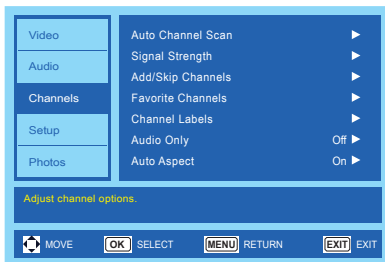 Video
Audio
Channels
Setup
Photos
Auto Channel Scan
Signal Strength
Add/Skip Channels
Favorite Channels
Channel Labels
Audio Only Off
Auto Aspect On
Adjust channel options.
MOVE OK SELECT MENU RETURN EXIT EXIT